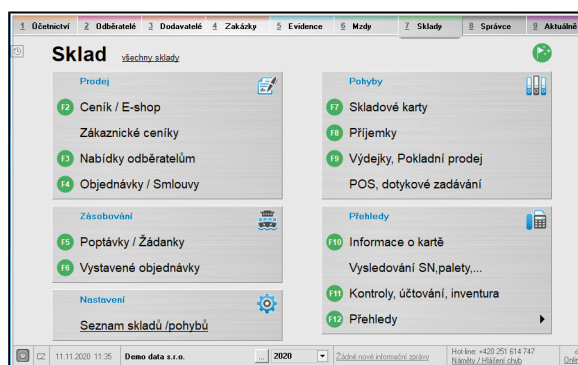 1 Účetnictví 2 Odběratelé 3 Dodavatelé 4 Zakázky 5 Evidence 6 Mzdy 7 Sklady 8 Správce 9 Aktuálně
Sklad všechny sklady
Prodej
F2 Ceník / E-shop
Zákaznické ceníky
F3 Nabídky odběratelům
F4 Objednávky / Smlouvy
Zásobování
F5 Poptávky / Žádanky
F6 Vystavené objednávky
Nastavení
Seznam skladů /pohybů
Pohyby
F7 Skladové karty
F8 Příjemky
F9 Výdejky, Pokladní prodej
POS, dotykové zadávání
Přehledy
F10 Informace o kartě
Vysledování SN,palety,...
F11 Kontroly, účtování, inventura
F12 Přehledy
CZ 11.11.2020 11:35 Demo data s.r.o. ... 2020 Žádné nové informační zprávy
Hot-line: +420 251 614 747
Náměty / Hlášení chyb